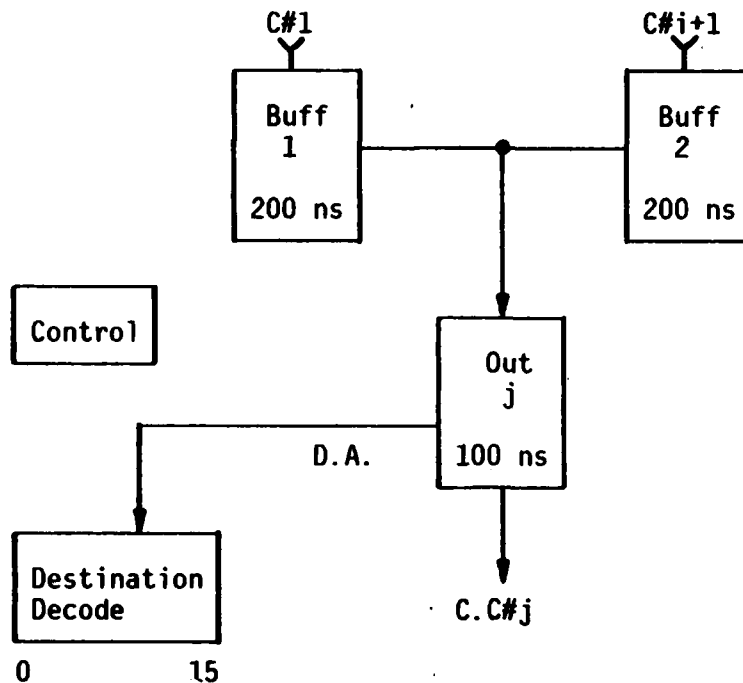 C#1
C#i+1
Buff
1
200 ns
Buff
2
200 ns
Control
Out
j
100 ns
D.A.
Destination
Decode
C.C#j
0 15